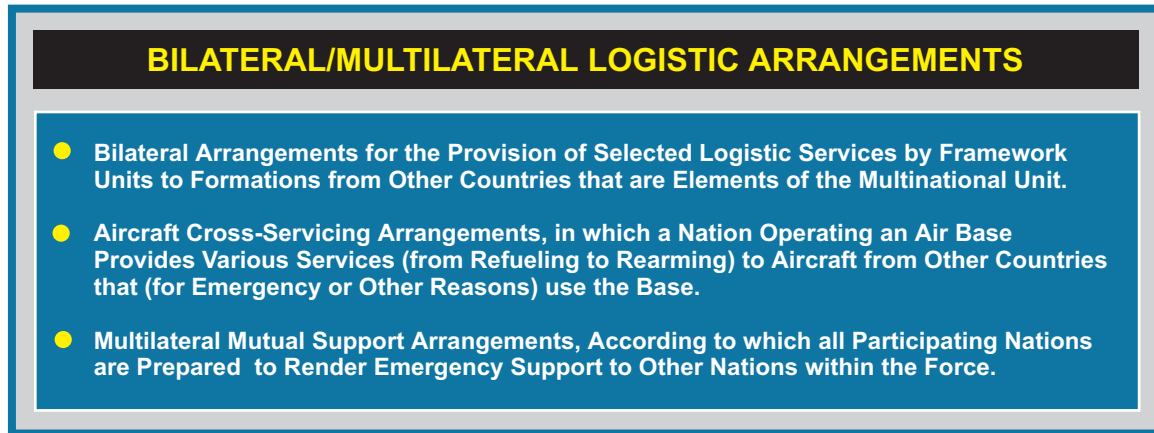 BILATERAL/MULTILATERAL LOGISTIC ARRANGEMENTS
Bilateral Arrangements for the Provision of Selected Logistic Services by Framework
Units to Formations from Other Countries that are Elements of the Multinational Unit.
Aircraft Cross-Servicing Arrangements, in which a Nation Operating an Air Base
Provides Various Services (from Refueling to Rearming) to Aircraft from Other Countries
that (for Emergency or Other Reasons) use the Base.
Multilateral Mutual Support Arrangements, According to which all Participating Nations
are Prepared to Render Emergency Support to Other Nations within the Force.